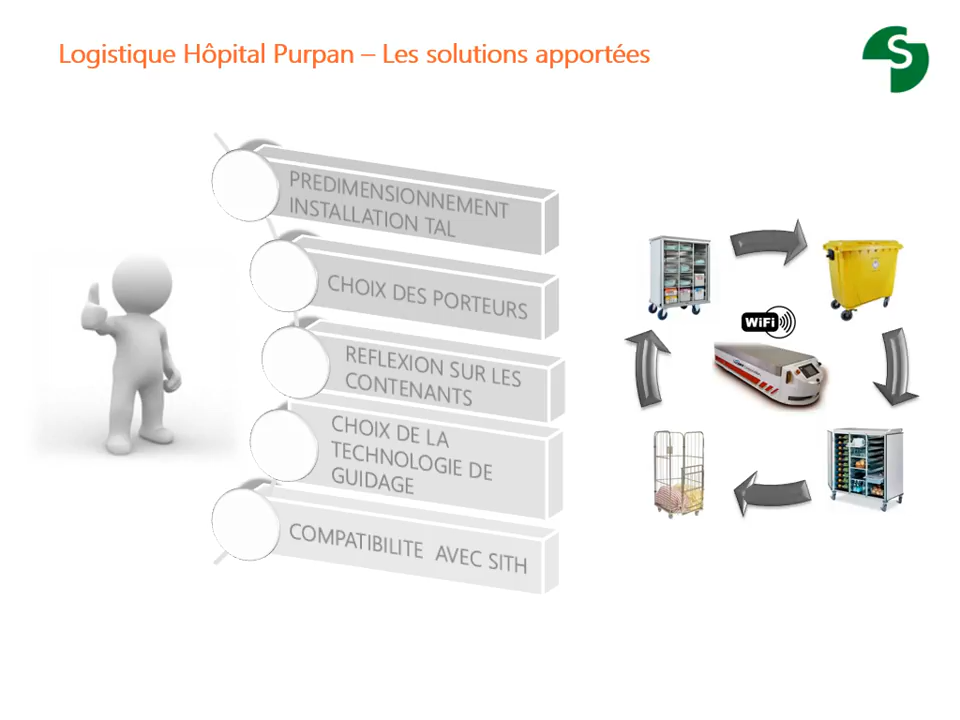 Logistique Hôpital Purpan – Les solutions apportées
S
PREDIMENSIONNEMENT
INSTALLATION TAL
CHOIX DES PORTEURS
REFLEXION SUR LES
CONTENANTS
CHOIX DE LA
TECHNOLOGIE DE
GUIDAGE
COMPATIBILITE AVEC SITH
WiFi